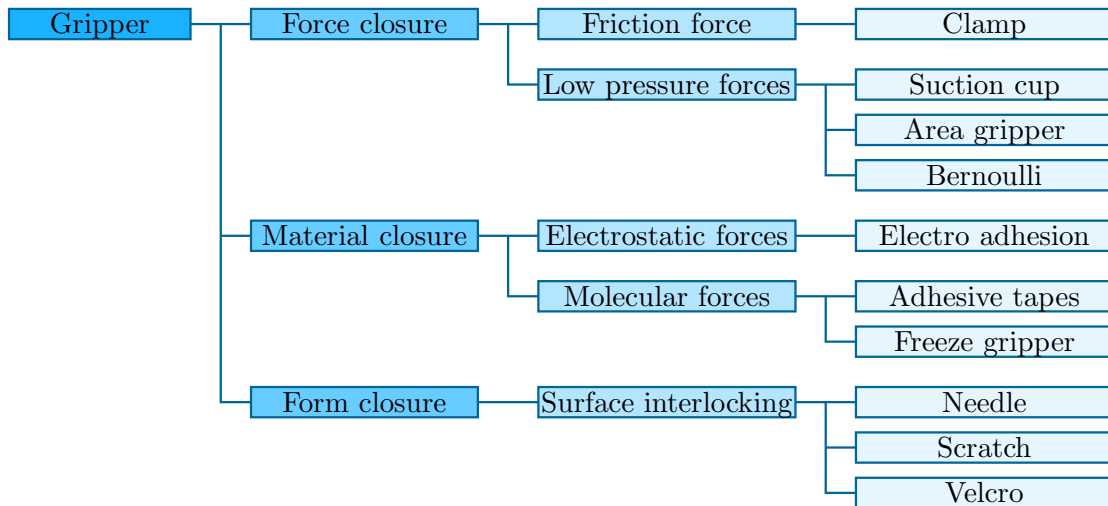 Gripper
Force closure
Friction force
Clamp
Low pressure forces
Suction cup
Area gripper
Bernoulli
Material closure
Electrostatic forces
Electro adhesion
Molecular forces
Adhesive tapes
Freeze gripper
Form closure
Surface interlocking
Needle
Scratch
Velcro